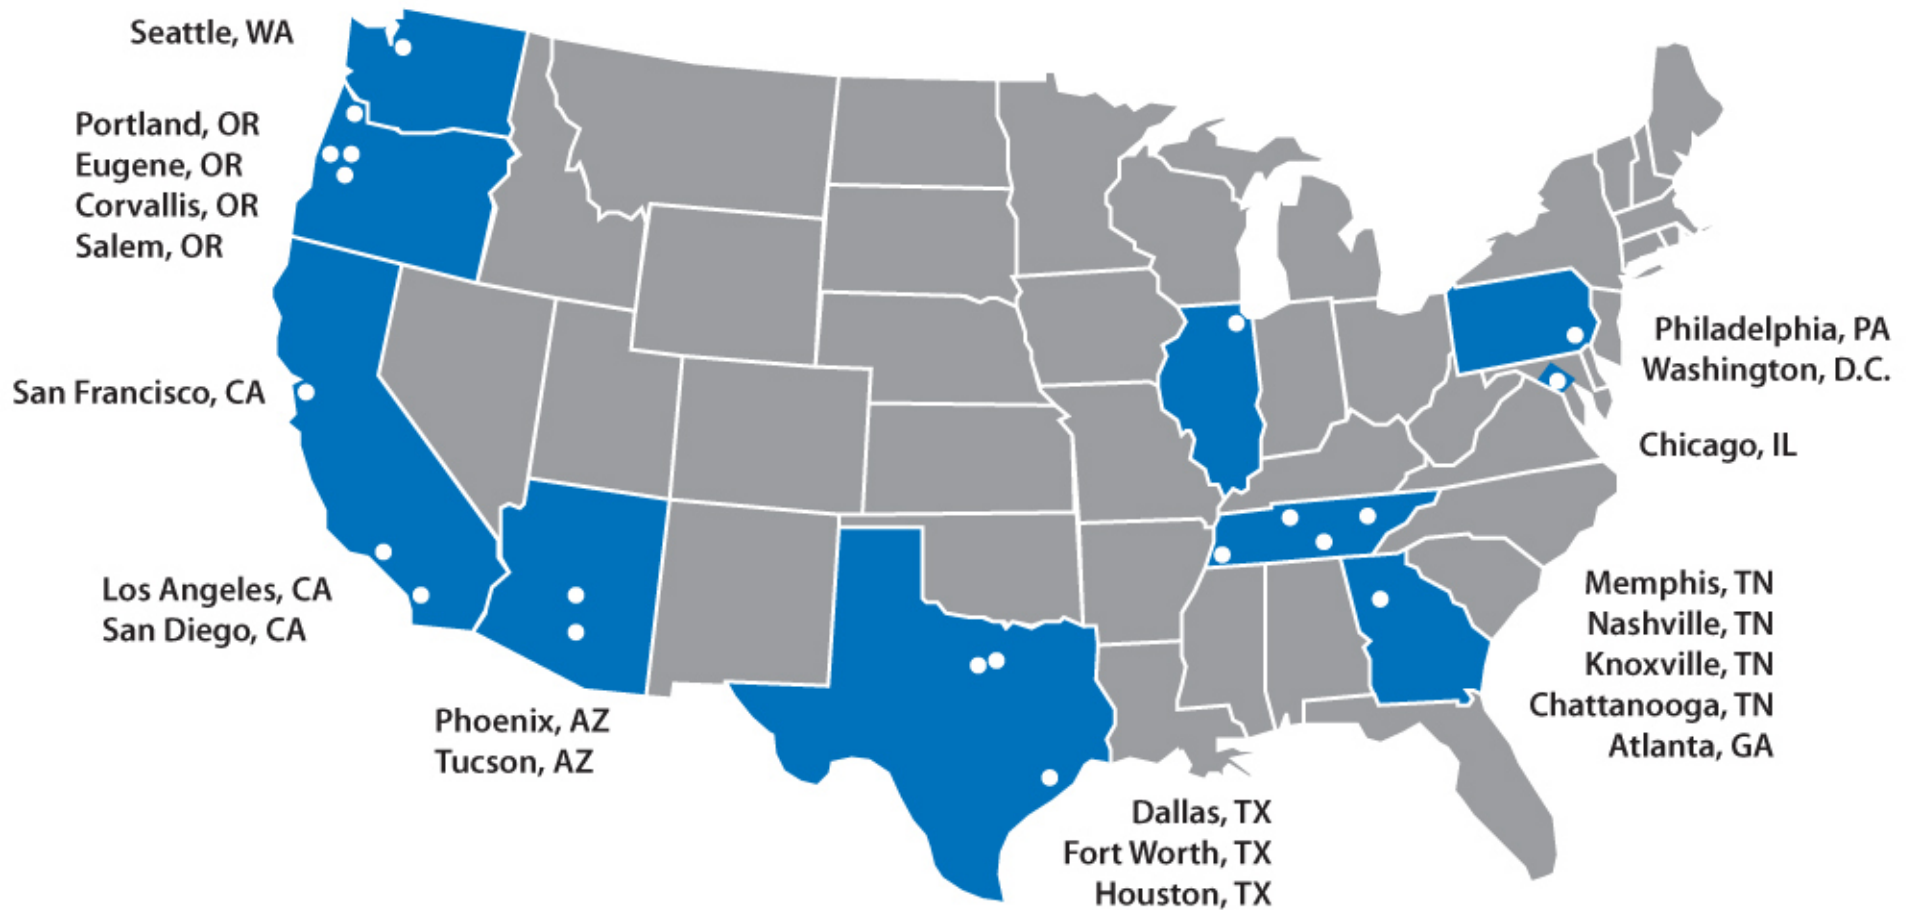 Seattle, WA
Portland, OR
Eugene, OR
Corvallis, OR
Salem, OR
San Francisco, CA
Los Angeles, CA
San Diego, CA
Phoenix, AZ
Tucson, AZ
Dallas, TX
Fort Worth, TX
Houston, TX
Philadelphia, PA
Washington, D.C.
Chicago, IL
Memphis, TN
Nashville, TN
Knoxville, TN
Chattanooga, TN
Atlanta, GA